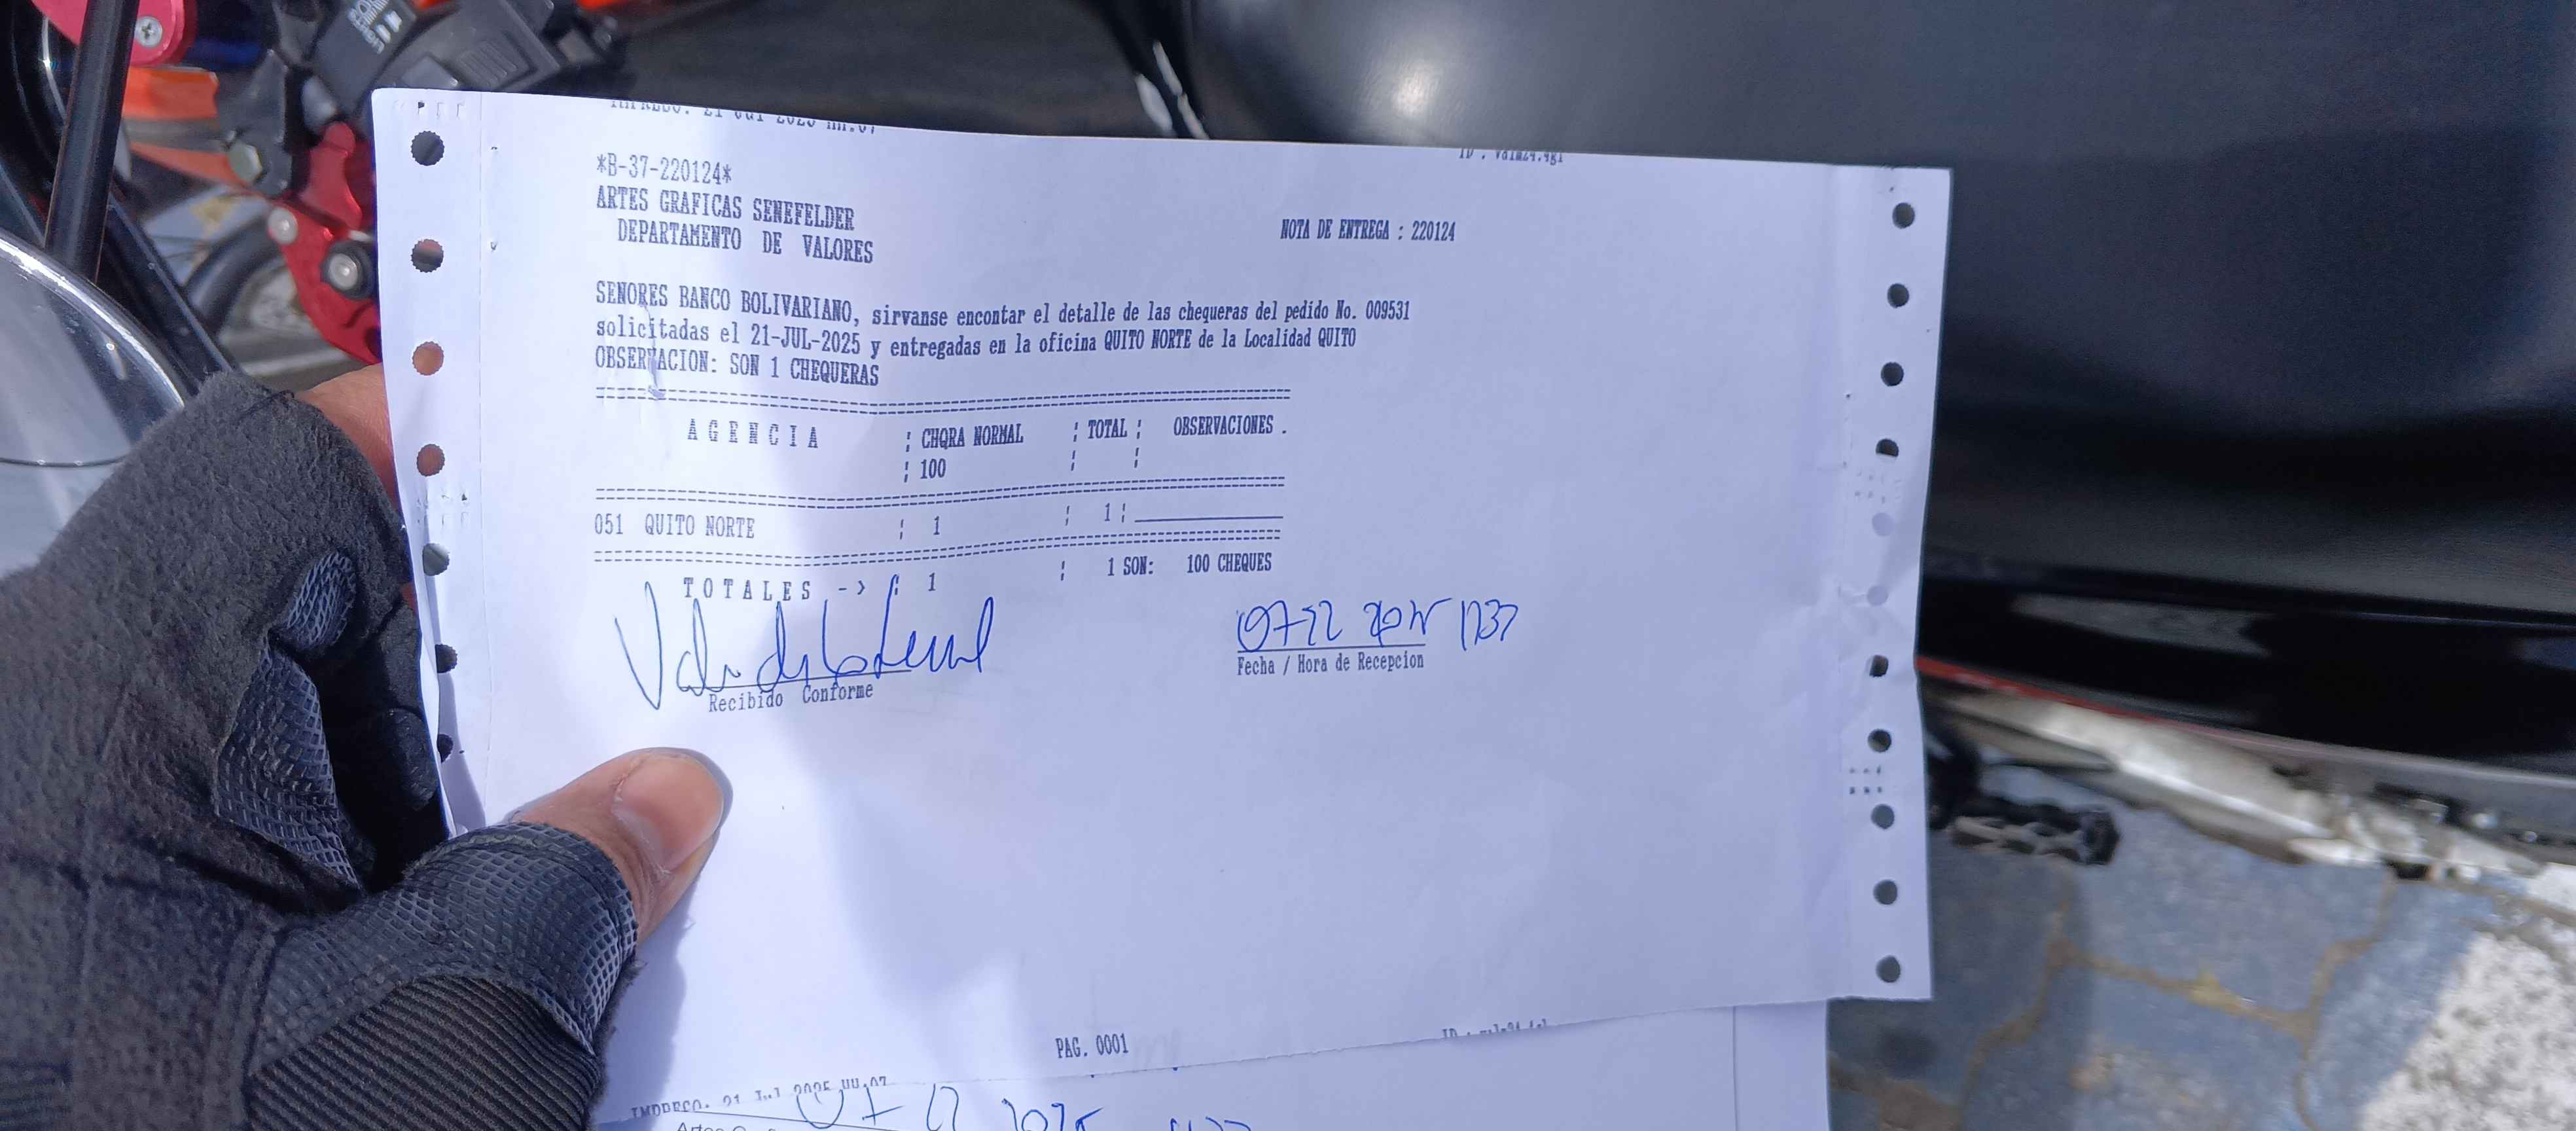 *B-37-220124*
ARTES GRAFICAS SENEFELDER
DEPARTAMENTO DE VALORES
NOTA DE ENTREGA : 220124
SENORES BANCO BOLIVARIANO, sirvanse encontar el detalle de las chequeras del pedido No. 009531
solicitadas el 21-JUL-2025 y entregadas en la oficina QUITO NORTE de la Localidad QUITO
OBSERVACION: SON 1 CHEQUERAS
A G E N C I A ¦ CHQRA NORMAL ¦ TOTAL ¦ OBSERVACIONES .
¦ 100 ¦ ¦
051 QUITO NORTE ¦ 1 ¦ 1 ¦
T O T A L E S -> ¦ 1 ¦ 1 SON: 100 CHEQUES
Recibido Conforme
Fecha / Hora de Recepcion
PAG. 0001